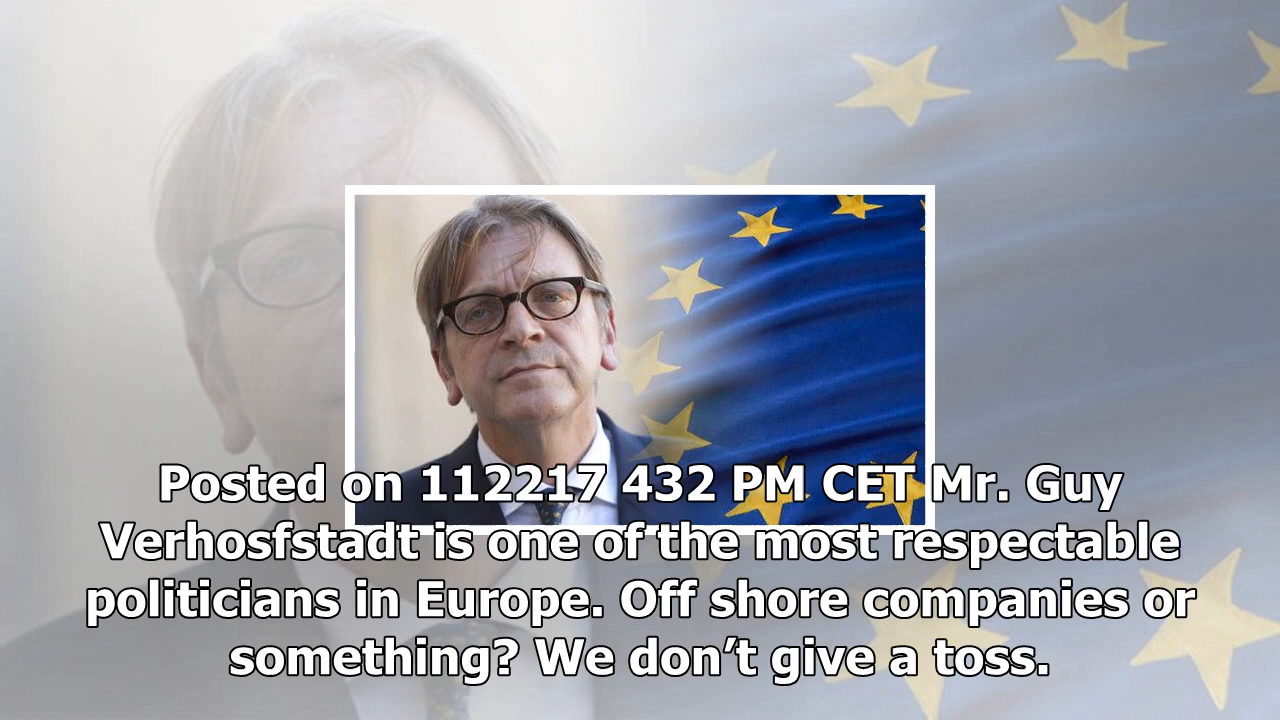 Posted on 112217 432 PM CET Mr. Guy
Verhosfstadt is one of the most respectable
politicians in Europe. Off shore companies or
something? We don’t give a toss.